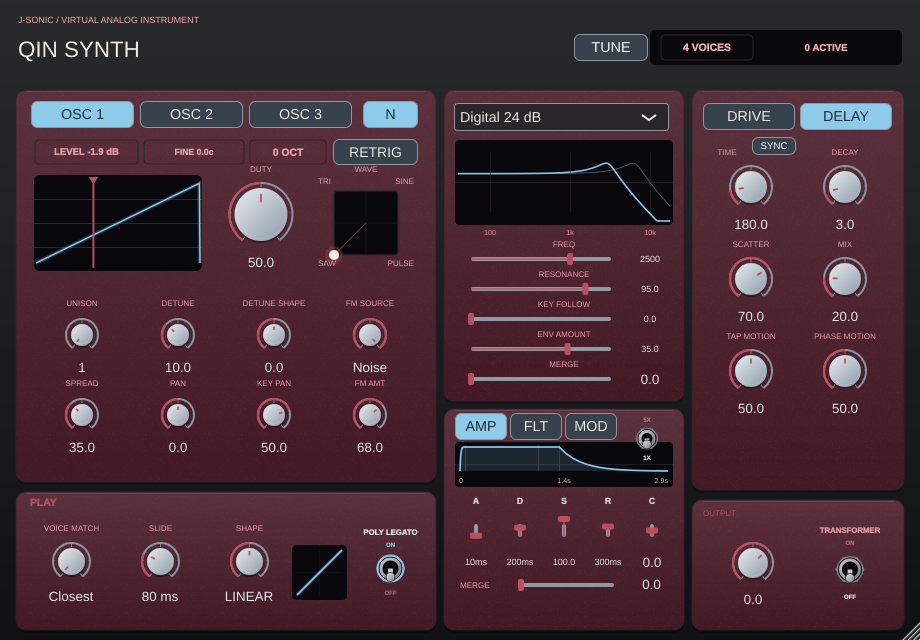 J-SONIC / VIRTUAL ANALOG INSTRUMENT
QIN SYNTH
TUNE
4 VOICES
0 ACTIVE
OSC 1
OSC 2
OSC 3
N
LEVEL -1.9 dB
FINE 0.0c
0 OCT
RETRIG
DUTY
50.0
WAVE
TRI
SINE
SAW
PULSE
UNISON
DETUNE
DETUNE SHAPE
FM SOURCE
1
10.0
0.0
Noise
SPREAD
PAN
KEY PAN
FM AMT
35.0
0.0
50.0
68.0
PLAY
VOICE MATCH
SLIDE
SHAPE
Closest
80 ms
LINEAR
POLY LEGATO
ON
OFF
Digital 24 dB
100
1k
10k
FREQ
2500
RESONANCE
95.0
KEY FOLLOW
0.0
ENV AMOUNT
35.0
MERGE
0.0
AMP
FLT
MOD
5X
1X
0
1.4s
2.9s
A
D
S
R
C
10ms
200ms
100.0
300ms
0.0
MERGE
0.0
DRIVE
DELAY
SYNC
TIME
DECAY
180.0
3.0
SCATTER
MIX
70.0
20.0
TAP MOTION
PHASE MOTION
50.0
50.0
OUTPUT
0.0
TRANSFORMER
ON
OFF